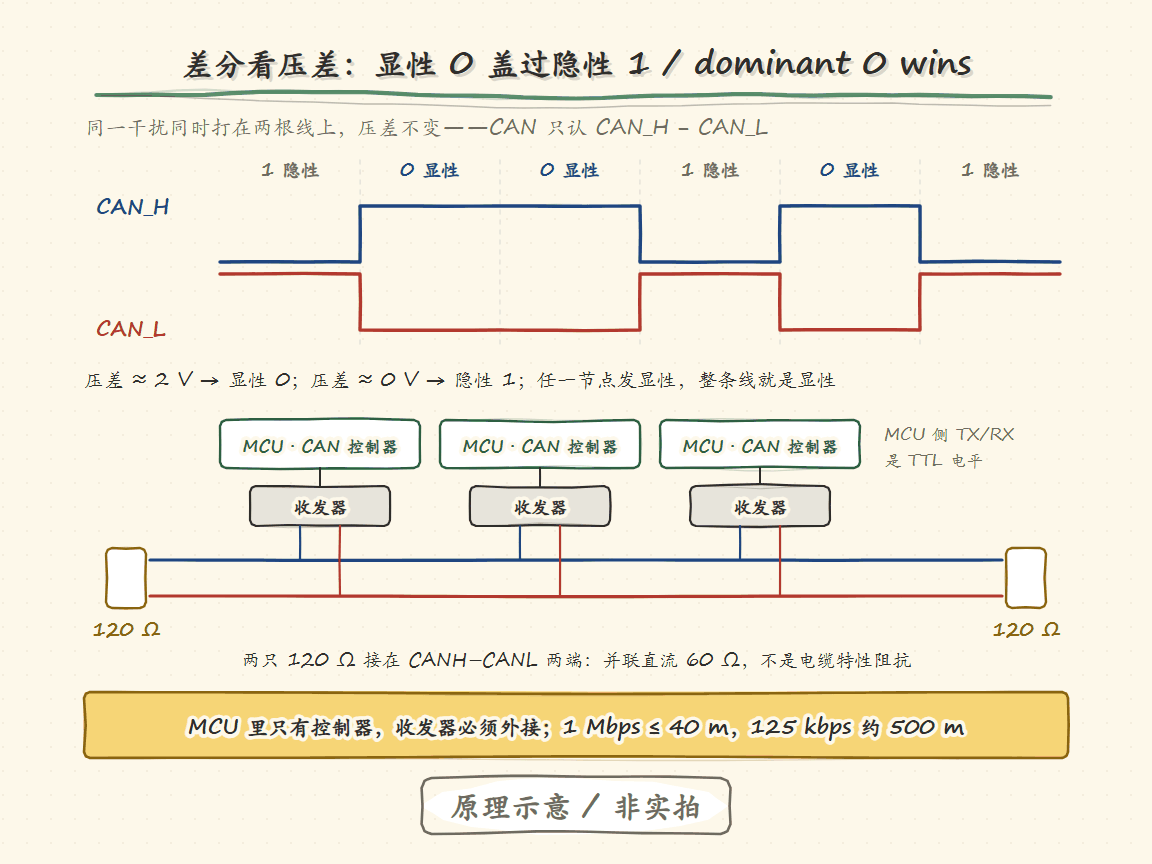 差分看压差：显性 0 盖过隐性 1 / dominant 0 wins
同一干扰同时打在两根线上，压差不变——CAN 只认 CAN_H − CAN_L
1 隐性 0 显性 0 显性 1 隐性 0 显性 1 隐性
CAN_H
CAN_L
压差 ≈ 2 V → 显性 0；压差 ≈ 0 V → 隐性 1；任一节点发显性，整条线就是显性
MCU · CAN 控制器 MCU · CAN 控制器 MCU · CAN 控制器
MCU 侧 TX/RX
是 TTL 电平
收发器 收发器 收发器
120 Ω 120 Ω
两只 120 Ω 接在 CANH–CANL 两端：并联直流 60 Ω，不是电缆特性阻抗
MCU 里只有控制器，收发器必须外接；1 Mbps ≤ 40 m，125 kbps 约 500 m
原理示意 / 非实拍